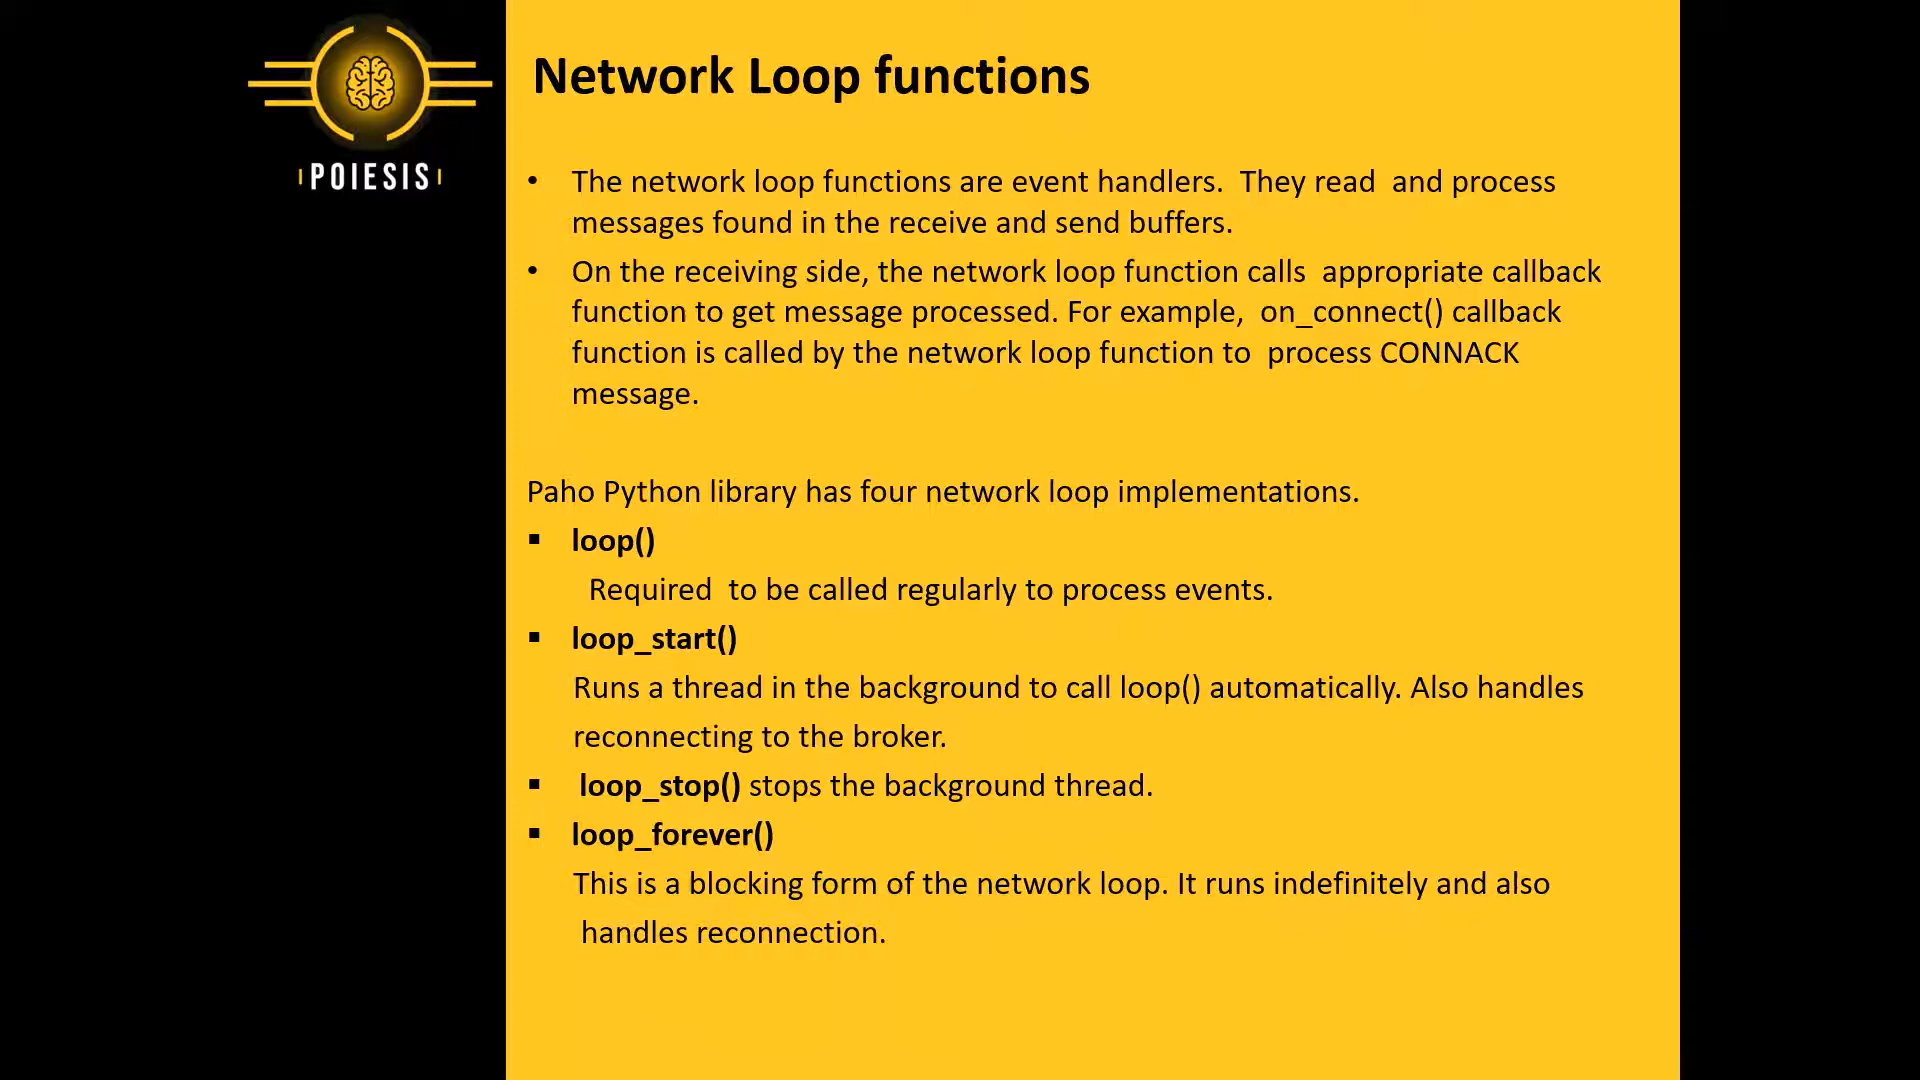 POIESIS
Network Loop functions
• The network loop functions are event handlers. They read and process
messages found in the receive and send buffers.
• On the receiving side, the network loop function calls appropriate callback
function to get message processed. For example, on_connect() callback
function is called by the network loop function to process CONNACK
message.
Paho Python library has four network loop implementations.
▪ loop()
Required to be called regularly to process events.
▪ loop_start()
Runs a thread in the background to call loop() automatically. Also handles
reconnecting to the broker.
▪ loop_stop() stops the background thread.
▪ loop_forever()
This is a blocking form of the network loop. It runs indefinitely and also
handles reconnection.